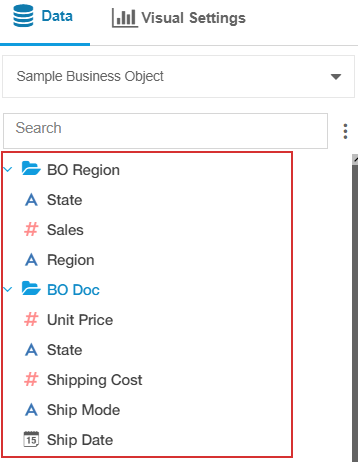 Data Visual Settings
Sample Business Object
Search
BO Region
State
Sales
Region
BO Doc
Unit Price
State
Shipping Cost
Ship Mode
15 Ship Date